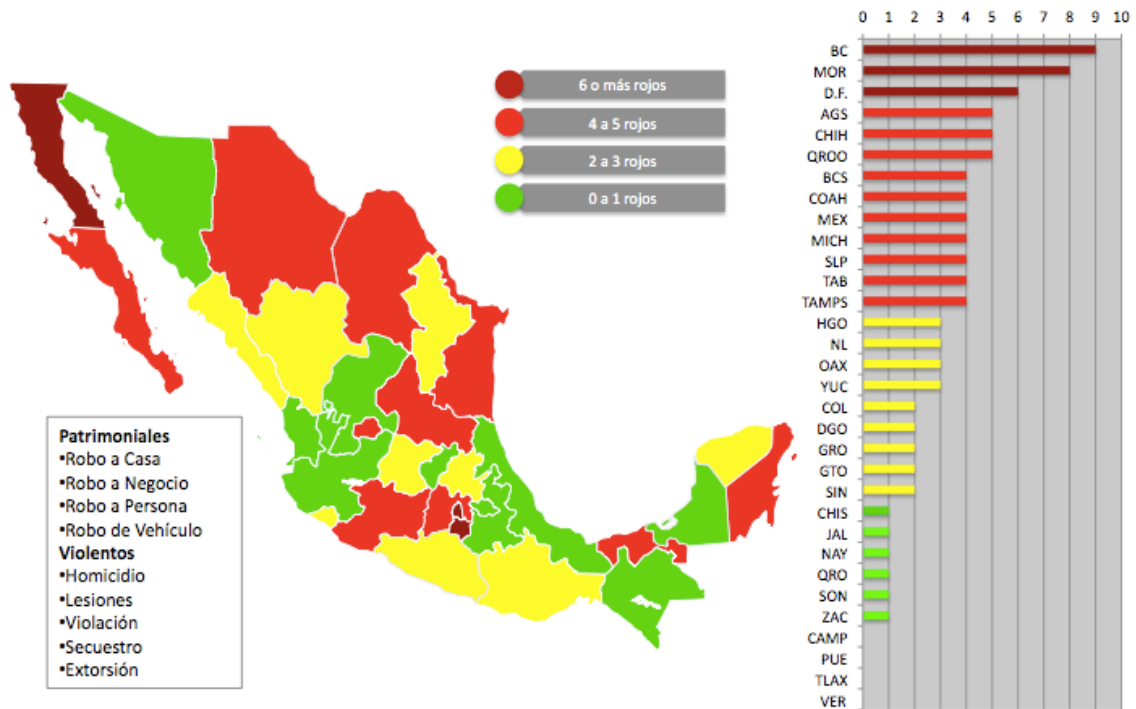 6 o más rojos
4 a 5 rojos
2 a 3 rojos
0 a 1 rojos
Patrimoniales
•Robo a Casa
•Robo a Negocio
•Robo a Persona
•Robo de Vehículo
Violentos
•Homicidio
•Lesiones
•Violación
•Secuestro
•Extorsión
0 1 2 3 4 5 6 7 8 9 10
BC
MOR
D.F.
AGS
CHIH
QROO
BCS
COAH
MEX
MICH
SLP
TAB
TAMPS
HGO
NL
OAX
YUC
COL
DGO
GRO
GTO
SIN
CHIS
JAL
NAY
QRO
SON
ZAC
CAMP
PUE
TLAX
VER